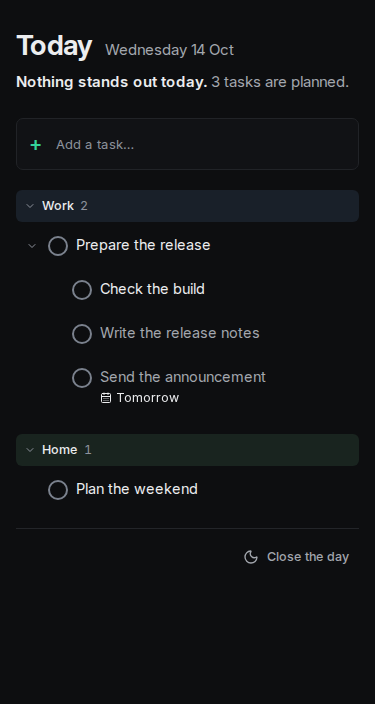 Today Wednesday 14 Oct
Nothing stands out today. 3 tasks are planned.
+ Add a task...
Work 2
Prepare the release
Check the build
Write the release notes
Send the announcement
Tomorrow
Home 1
Plan the weekend
Close the day